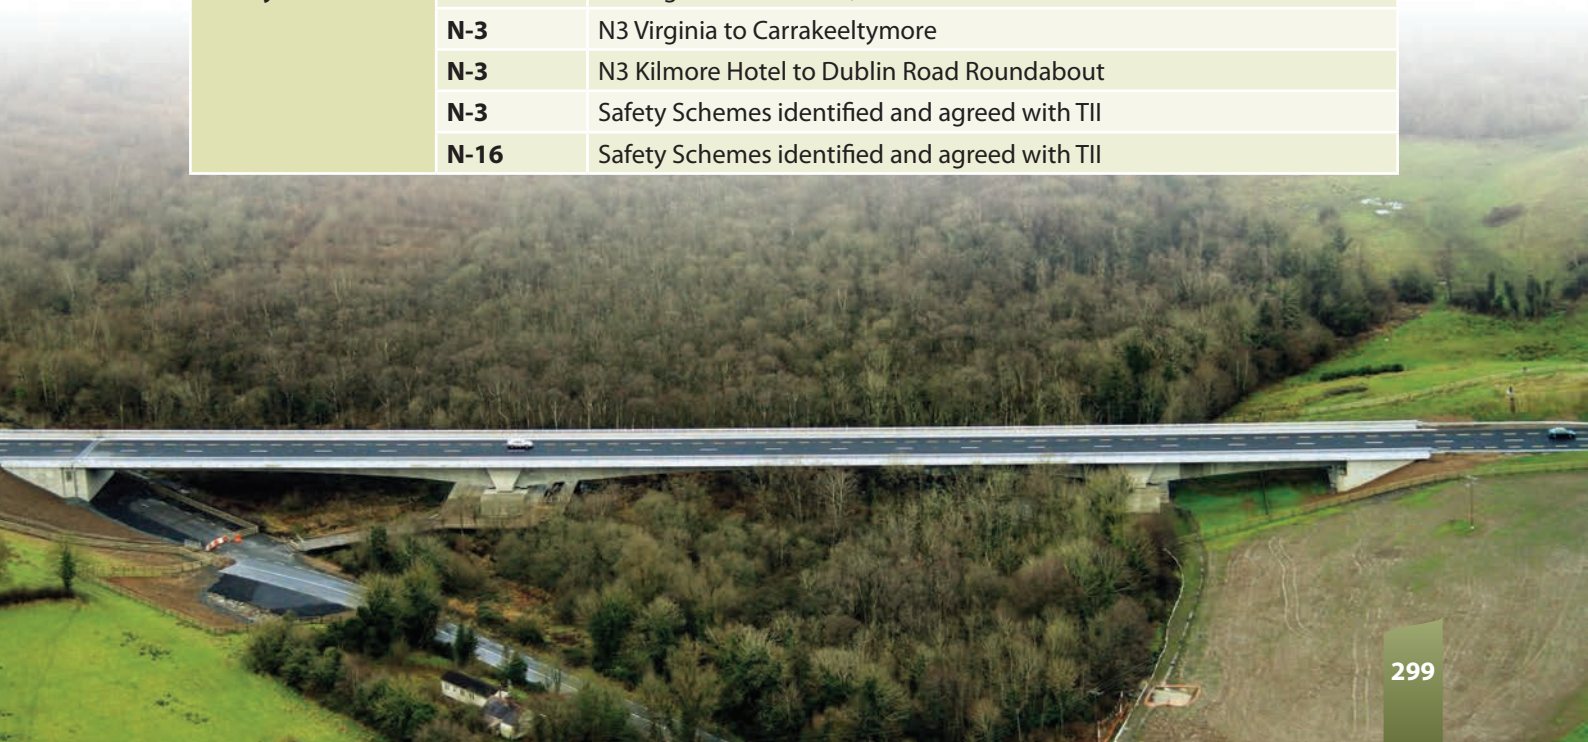 N-3 N3 Virginia to Carrakeeltymore
N-3 N3 Kilmore Hotel to Dublin Road Roundabout
N-3 Safety Schemes identified and agreed with TII
N-16 Safety Schemes identified and agreed with TII
299